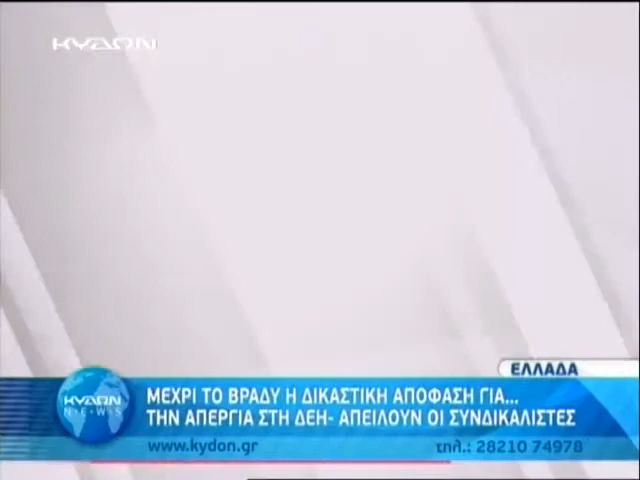 ΚΥΔΩΝ
ΕΛΛΑΔΑ
ΚΥΔΩΝ
NEWS
ΜΕΧΡΙ ΤΟ ΒΡΑΔΥ Η ΔΙΚΑΣΤΙΚΗ ΑΠΟΦΑΣΗ ΓΙΑ...
ΤΗΝ ΑΠΕΡΓΙΑ ΣΤΗ ΔΕΗ- ΑΠΕΙΛΟΥΝ ΟΙ ΣΥΝΔΙΚΑΛΙΣΤΕΣ
www.kydon.gr
τηλ.: 28210 74978